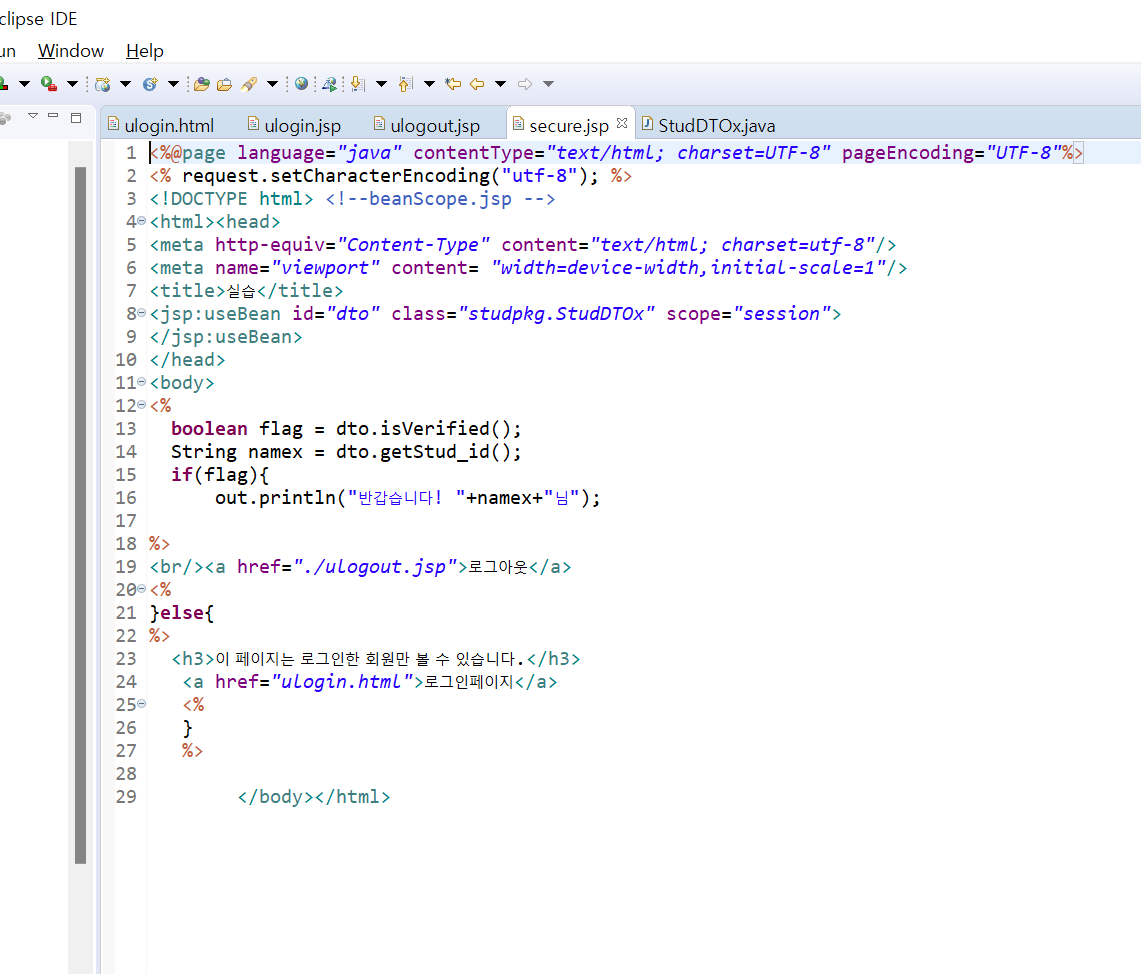 clipse IDE
un Window Help
ulogin.html ulogin.jsp ulogout.jsp secure.jsp StudDTOx.java
1 <%@page language="java" contentType="text/html; charset=UTF-8" pageEncoding="UTF-8"%>
2 <% request.setCharacterEncoding("utf-8"); %>
3 <!DOCTYPE html> <!--beanScope.jsp -->
4 <html><head>
5 <meta http-equiv="Content-Type" content="text/html; charset=utf-8"/>
6 <meta name="viewport" content= "width=device-width,initial-scale=1"/>
7 <title>실습</title>
8 <jsp:useBean id="dto" class="studpkg.StudDTOx" scope="session">
9 </jsp:useBean>
10 </head>
11 <body>
12 <%
13 boolean flag = dto.isVerified();
14 String namex = dto.getStud_id();
15 if(flag){
16 out.println("반갑습니다! "+namex+"님");
17
18 %>
19 <br/><a href="./ulogout.jsp">로그아웃</a>
20 <%
21 }else{
22 %>
23 <h3>이 페이지는 로그인한 회원만 볼 수 있습니다.</h3>
24 <a href="ulogin.html">로그인페이지</a>
25 <%
26 }
27 %>
28
29 </body></html>